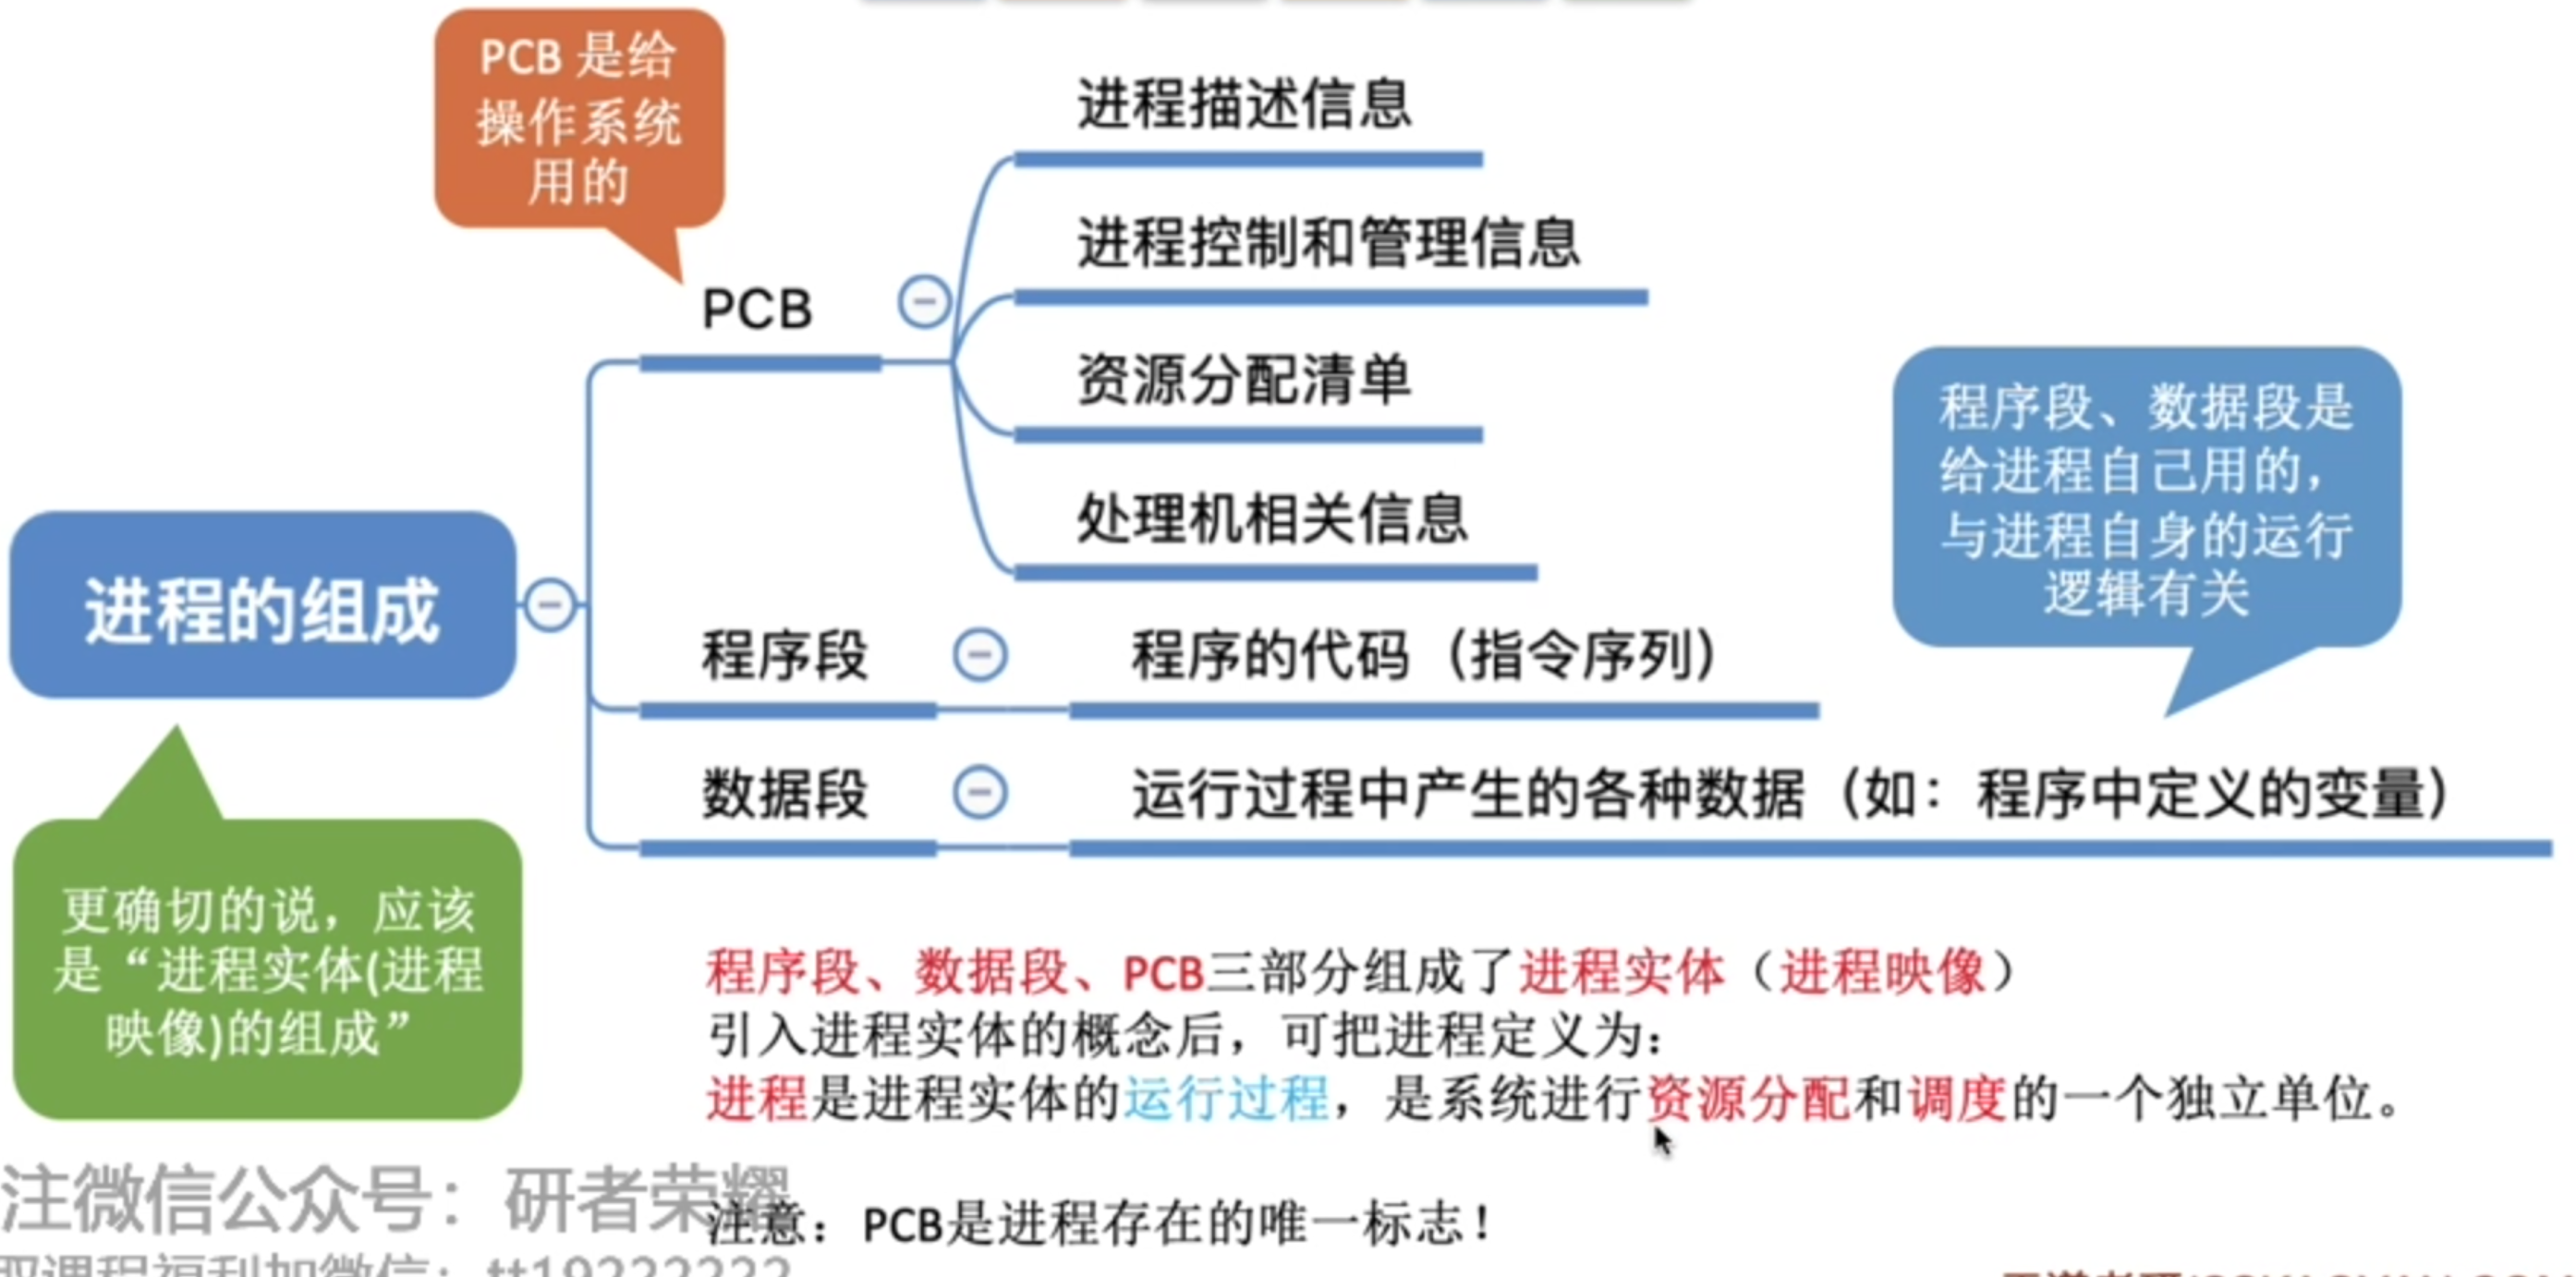 PCB 是给
操作系统
用的
进程描述信息
进程控制和管理信息
PCB
资源分配清单
处理机相关信息
程序段、数据段是
给进程自己用的，
与进程自身的运行
逻辑有关
进程的组成
程序段
程序的代码（指令序列）
数据段
运行过程中产生的各种数据（如：程序中定义的变量）
更确切的说，应该
是“进程实体(进程
映像)的组成”
程序段、数据段、PCB三部分组成了进程实体（进程映像）
引入进程实体的概念后，可把进程定义为：
进程是进程实体的运行过程，是系统进行资源分配和调度的一个独立单位。
注微信公众号：研者荣耀
注意：PCB是进程存在的唯一标志！